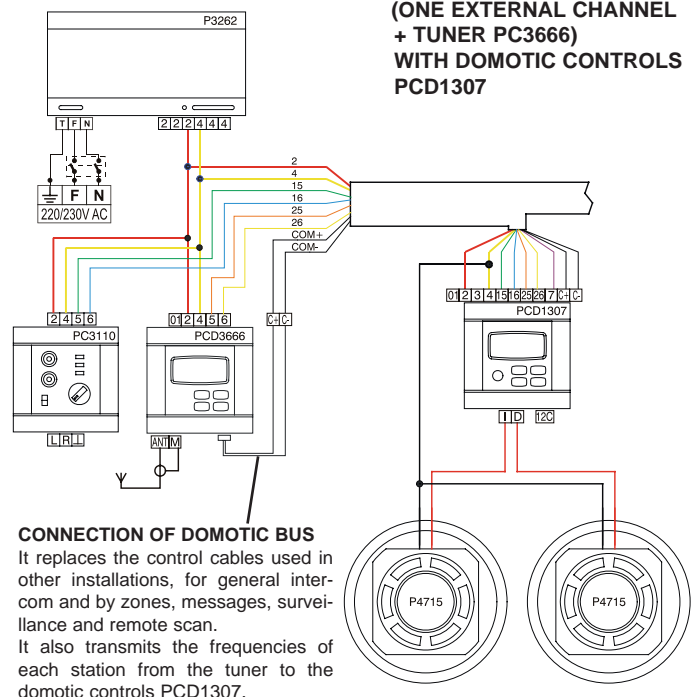 (ONE EXTERNAL CHANNEL
+ TUNER PC3666)
WITH DOMOTIC CONTROLS
PCD1307
P3262
T F N
2 2 2 4 4 4
F N
220/230V AC
2
4
15
16
25
26
COM+
COM-
2 4 5 6
PC3110
L R
01 2 4 5 6
PCD3666
ANT M
C+ C-
01 2 3 4 15 16 25 26 7 C+ C-
PCD1307
I D 12C
P4715
P4715
CONNECTION OF DOMOTIC BUS
It replaces the control cables used in
other installations, for general inter-
com and by zones, messages, survei-
llance and remote scan.
It also transmits the frequencies of
each station from the tuner to the
domotic controls PCD1307.